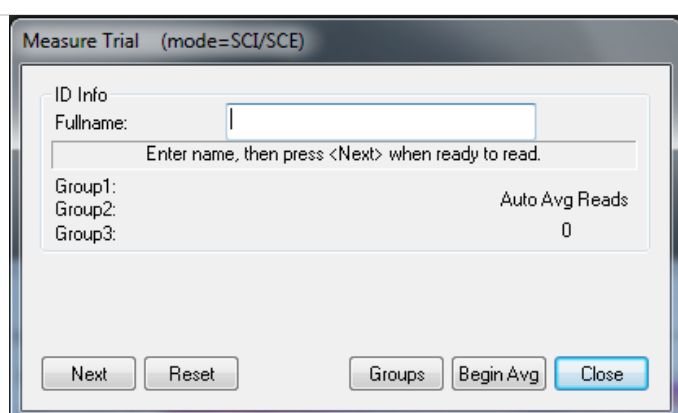 Measure Trial (mode=SCI/SCE)
ID Info
Fullname:
Enter name, then press <Next> when ready to read.
Group1:
Group2:
Group3:
Auto Avg Reads
0
Next Reset Groups Begin Avg Close